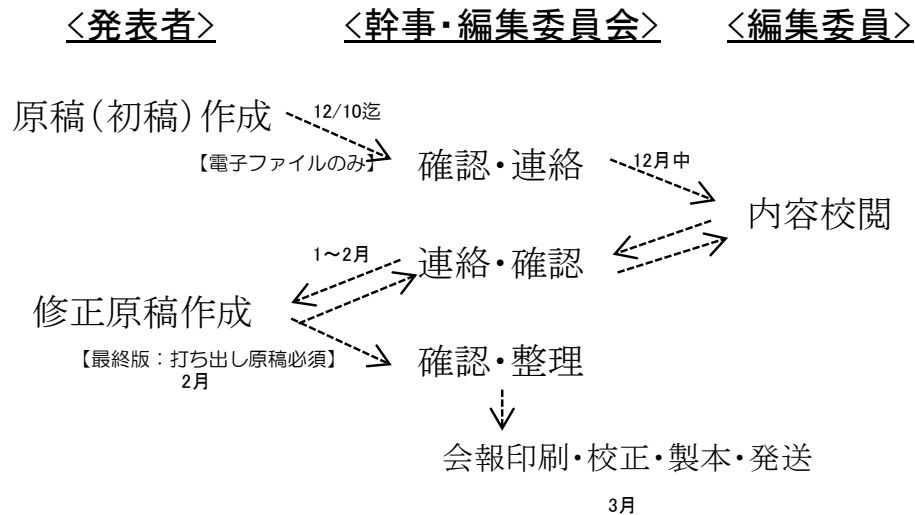 <発表者> <幹事・編集委員会> <編集委員>
原稿(初稿)作成
12/10迄
【電子ファイルのみ】
確認・連絡
12月中
内容校閲
1～2月
連絡・確認
修正原稿作成
【最終版：打ち出し原稿必須】
2月
確認・整理
会報印刷・校正・製本・発送
3月